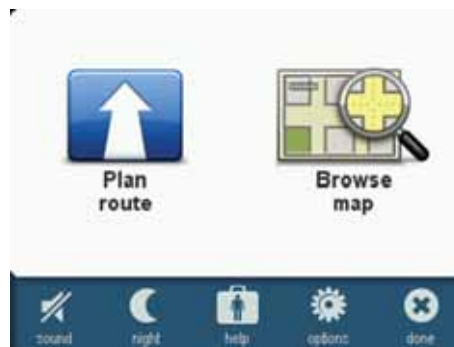 Plan
route
Browse
map
sound night help options done